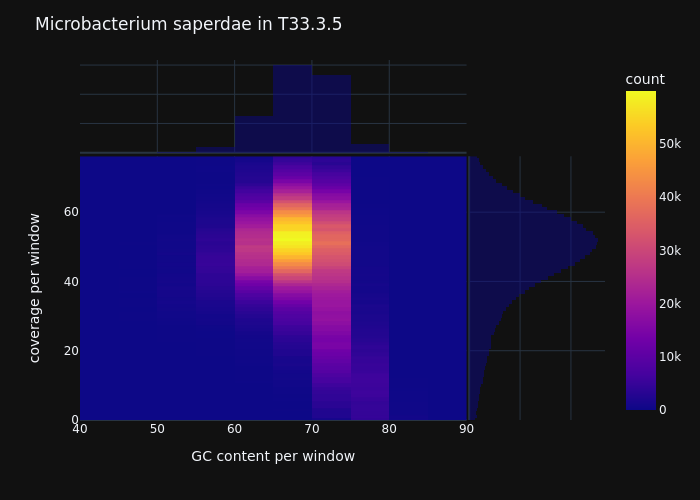 Microbacterium saperdae in T33.3.5
count
50k
40k
30k
20k
10k
0
60
40
20
0
coverage per window
40 50 60 70 80 90
GC content per window